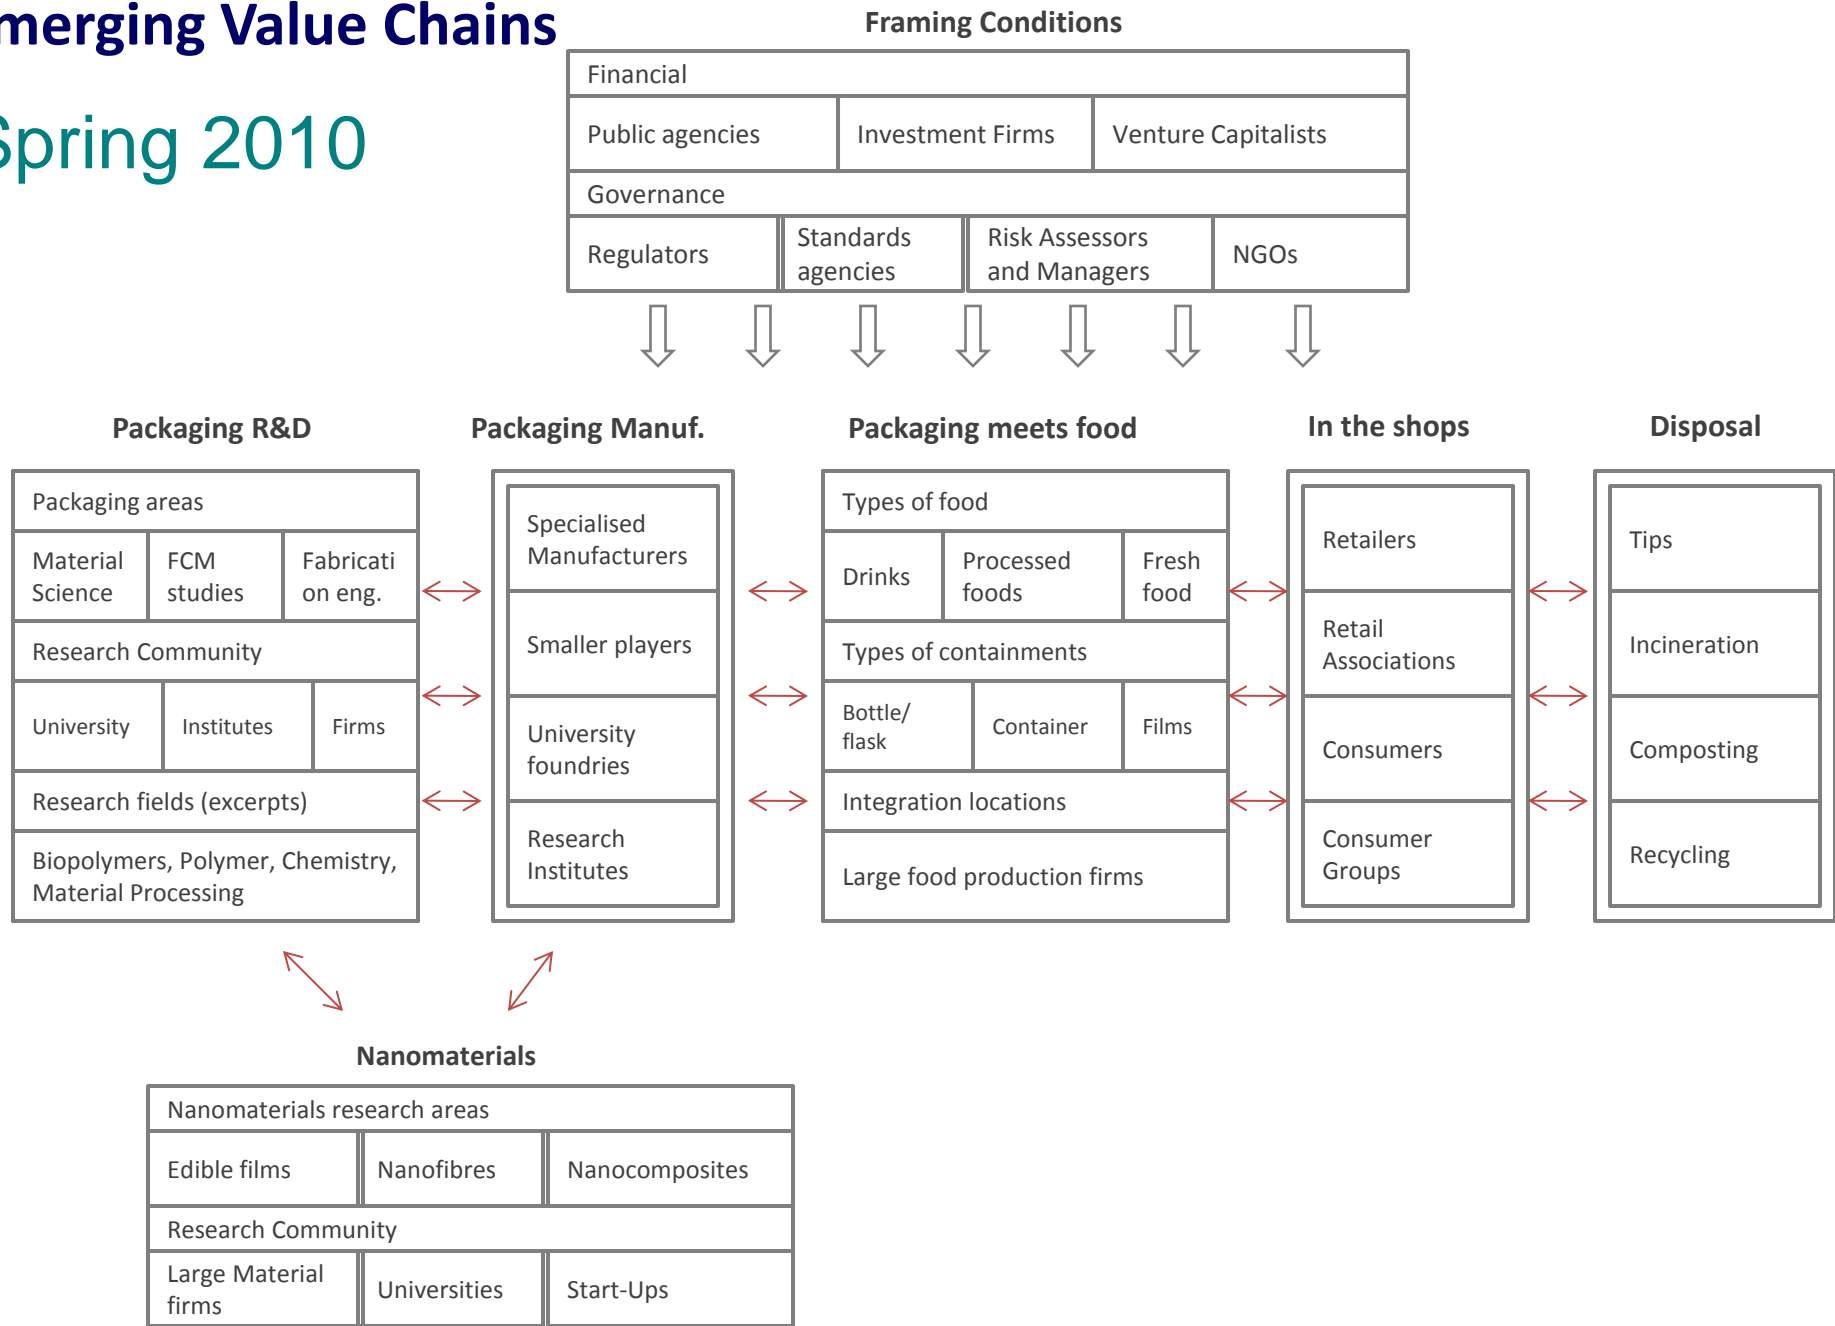 merging Value Chains
Spring 2010
Framing Conditions
Financial
Public agencies
Investment Firms
Venture Capitalists
Governance
Regulators
Standards
agencies
Risk Assessors
and Managers
NGOs
Packaging R&D
Packaging areas
Material
Science
FCM
studies
Fabricati
on eng.
Research Community
University
Institutes
Firms
Research fields (excerpts)
Biopolymers, Polymer, Chemistry,
Material Processing
Packaging Manuf.
Specialised
Manufacturers
Smaller players
University
foundries
Research
Institutes
Packaging meets food
Types of food
Drinks
Processed
foods
Fresh
food
Types of containments
Bottle/
flask
Container
Films
Integration locations
Large food production firms
In the shops
Retailers
Retail
Associations
Consumers
Consumer
Groups
Disposal
Tips
Incineration
Composting
Recycling
Nanomaterials
Nanomaterials research areas
Edible films
Nanofibres
Nanocomposites
Research Community
Large Material
firms
Universities
Start-Ups